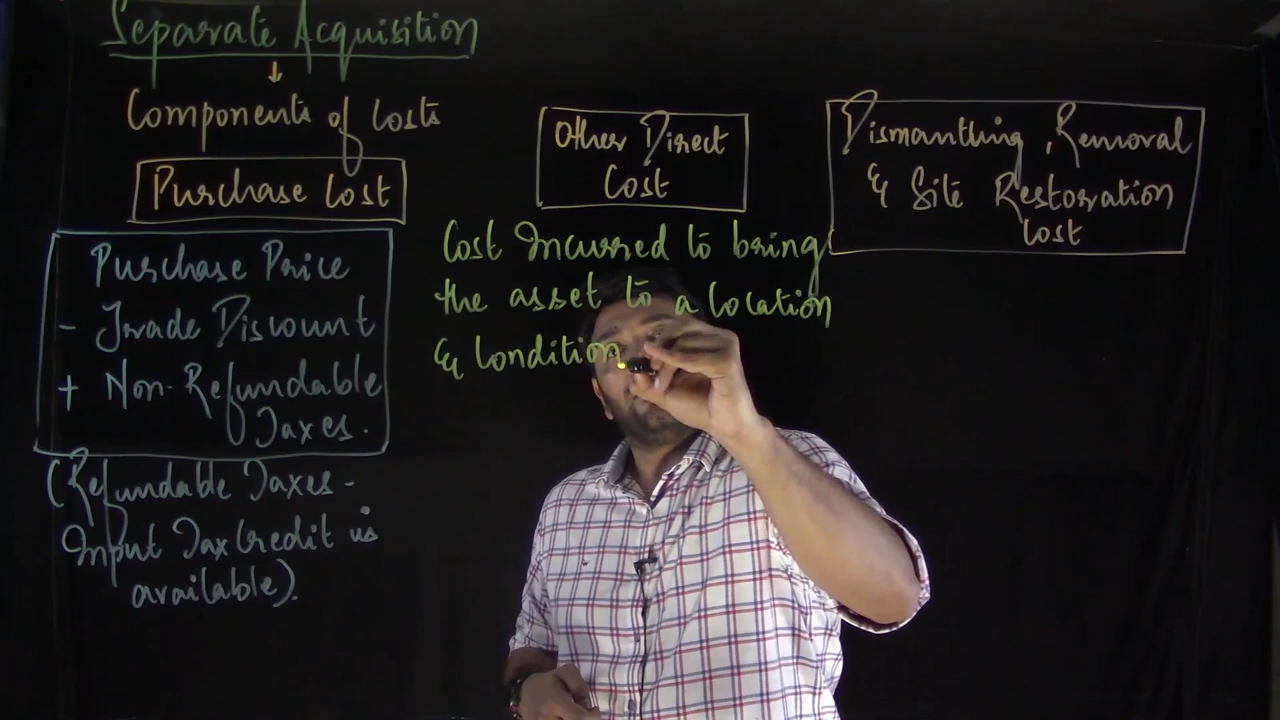 Separate Acquisition
↓
Components of Costs
Purchase Cost
Purchase Price
- Trade Discount
+ Non-Refundable
Taxes.
(Refundable Taxes -
Input Tax Credit is
available).
Other Direct
Cost
Cost Incurred to bring
the asset to a location
& Condition
Dismantling, Removal
& Site Restoration
Cost